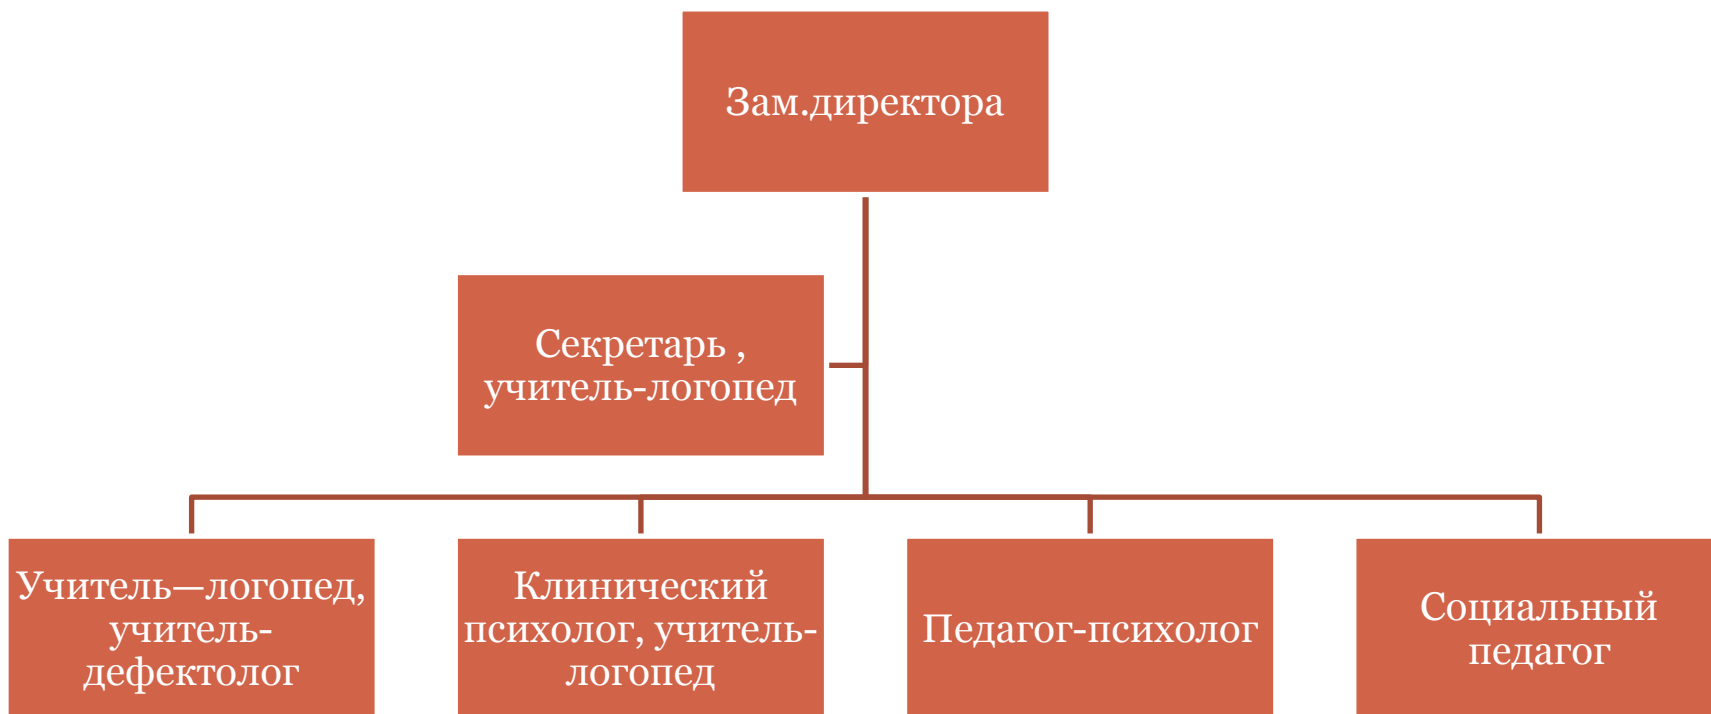 Зам.директора
Секретарь ,
учитель-логопед
Учитель—логопед,
учитель-
дефектолог
Клинический
психолог, учитель-
логопед
Педагог-психолог
Социальный
педагог